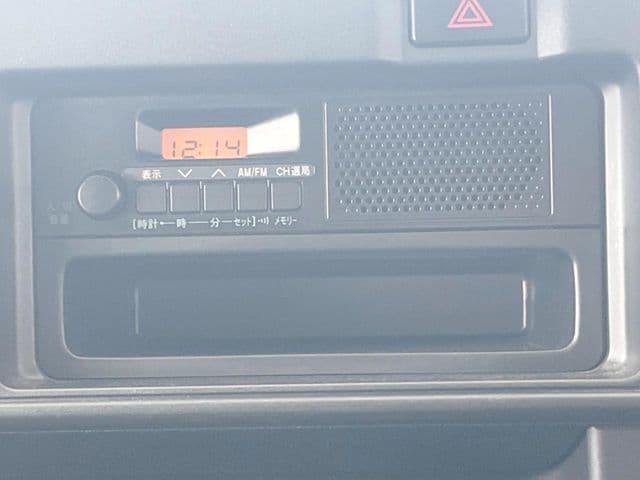 12:14
表示 ∨ ∧ AM/FM CH選局
[時計← 時 — 分 — セット] メモリー